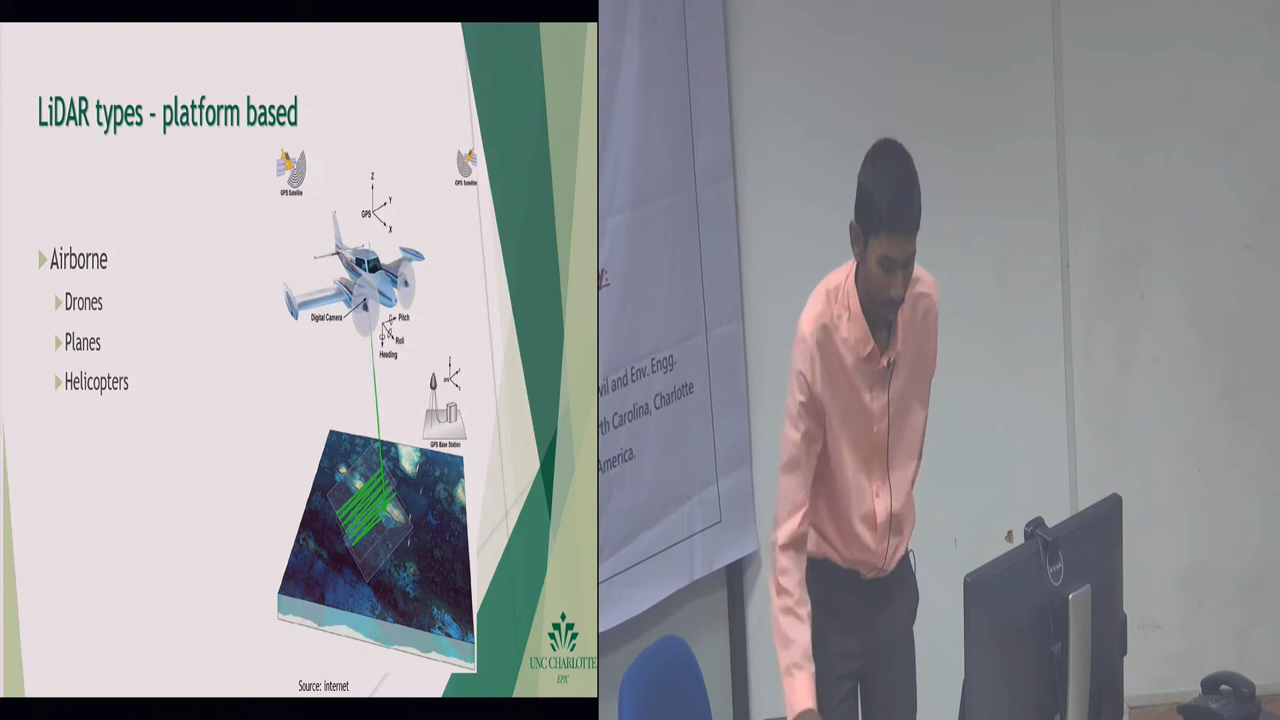 LiDAR types - platform based
GPS Satellite
GPS Satellite
Z
Y
GPS
X
Airborne
Drones
Planes
Helicopters
Digital Camera
Pitch
Roll
Heading
GPS Base Station
UNC CHARLOTTE
EPIC
Source: internet
vil and Env. Engg.
th Carolina, Charlotte
America.
DELL